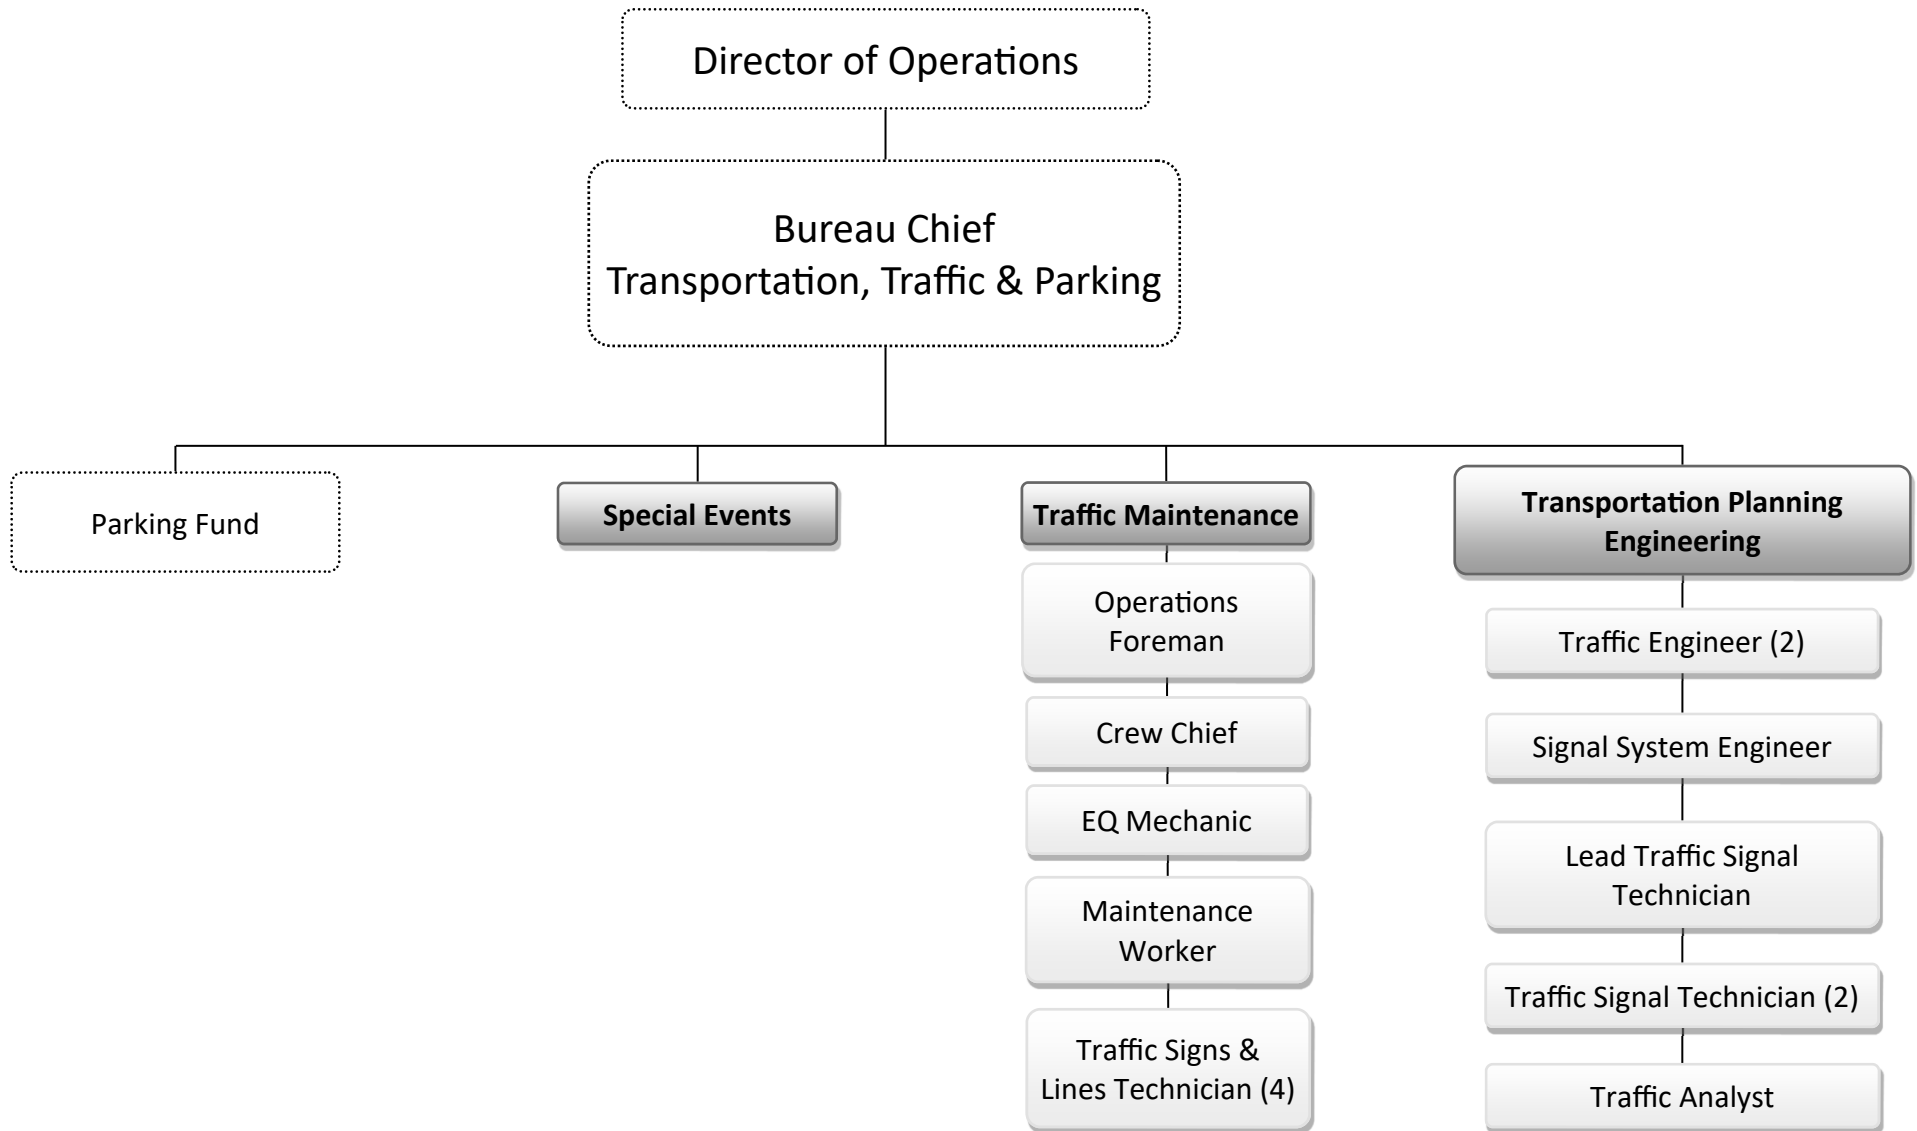 Director of Operations
Bureau Chief
Transportation, Traffic & Parking
Parking Fund
Special Events
Traffic Maintenance
Operations
Foreman
Crew Chief
EQ Mechanic
Maintenance
Worker
Traffic Signs &
Lines Technician (4)
Transportation Planning
Engineering
Traffic Engineer (2)
Signal System Engineer
Lead Traffic Signal
Technician
Traffic Signal Technician (2)
Traffic Analyst